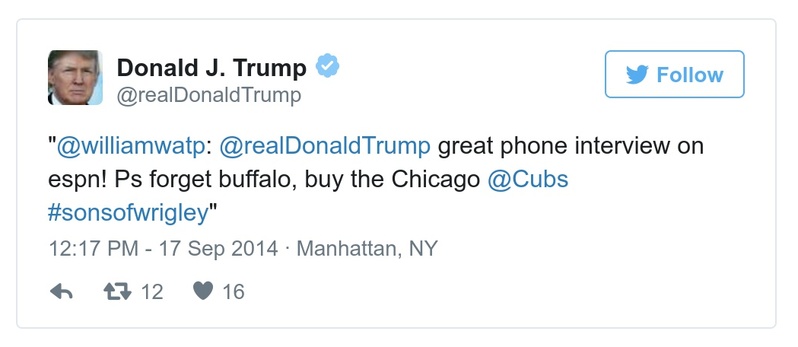 Donald J. Trump
@realDonaldTrump
Follow
"@williamwatp: @realDonaldTrump great phone interview on
espn! Ps forget buffalo, buy the Chicago @Cubs
#sonsofwrigley"
12:17 PM - 17 Sep 2014 · Manhattan, NY
12
16